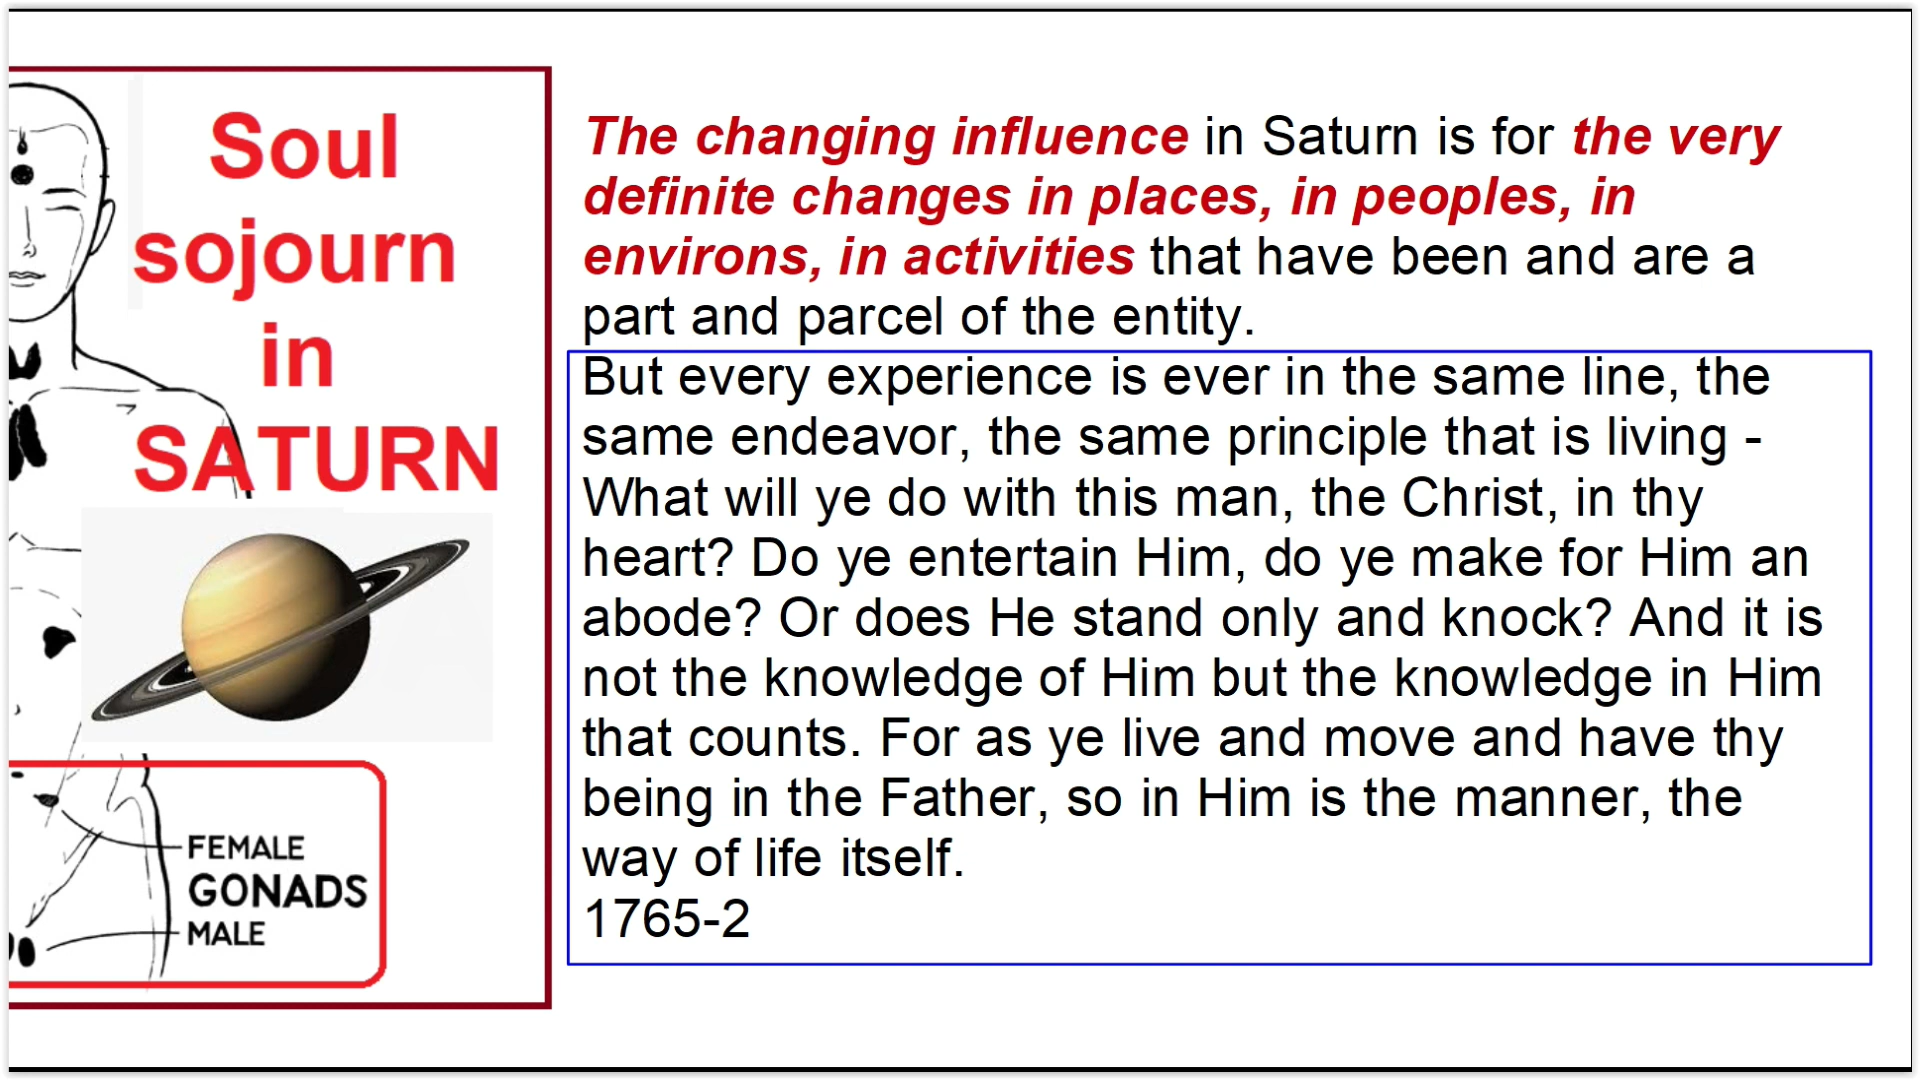 Soul
sojourn
in
SATURN
FEMALE
GONADS
MALE
The changing influence in Saturn is for the very
definite changes in places, in peoples, in
environs, in activities that have been and are a
part and parcel of the entity.
But every experience is ever in the same line, the
same endeavor, the same principle that is living -
What will ye do with this man, the Christ, in thy
heart? Do ye entertain Him, do ye make for Him an
abode? Or does He stand only and knock? And it is
not the knowledge of Him but the knowledge in Him
that counts. For as ye live and move and have thy
being in the Father, so in Him is the manner, the
way of life itself.
1765-2